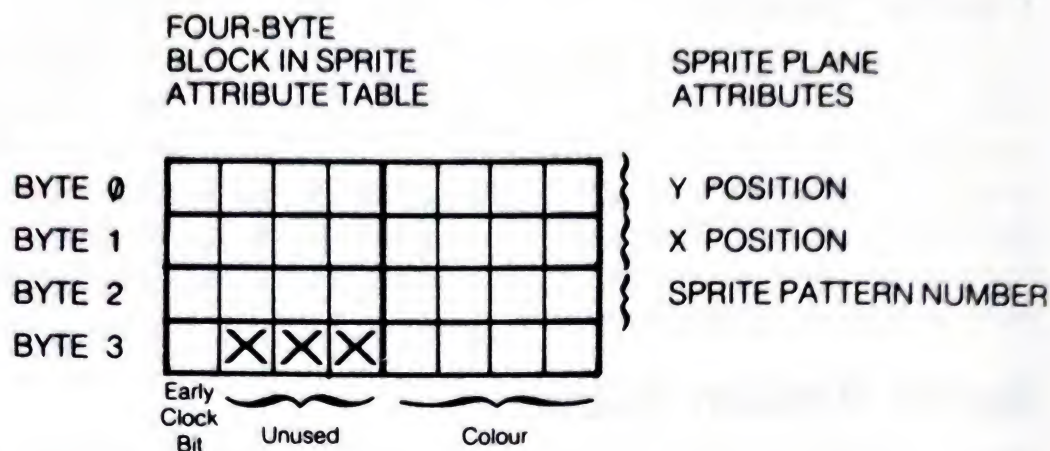 FOUR-BYTE
BLOCK IN SPRITE
ATTRIBUTE TABLE
SPRITE PLANE
ATTRIBUTES
BYTE Ø
Y POSITION
BYTE 1
X POSITION
BYTE 2
SPRITE PATTERN NUMBER
BYTE 3
X X X
Early
Clock
Bit
Unused
Colour